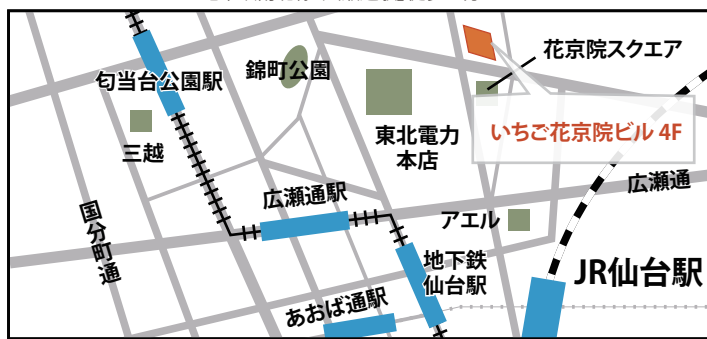 花京院スクエア
錦町公園
匂当台公園駅
いちご花京院ビル 4F
東北電力
本店
三越
広瀬通
広瀬通駅
アエル
国分町通
地下鉄
仙台駅
JR仙台駅
あおば通駅